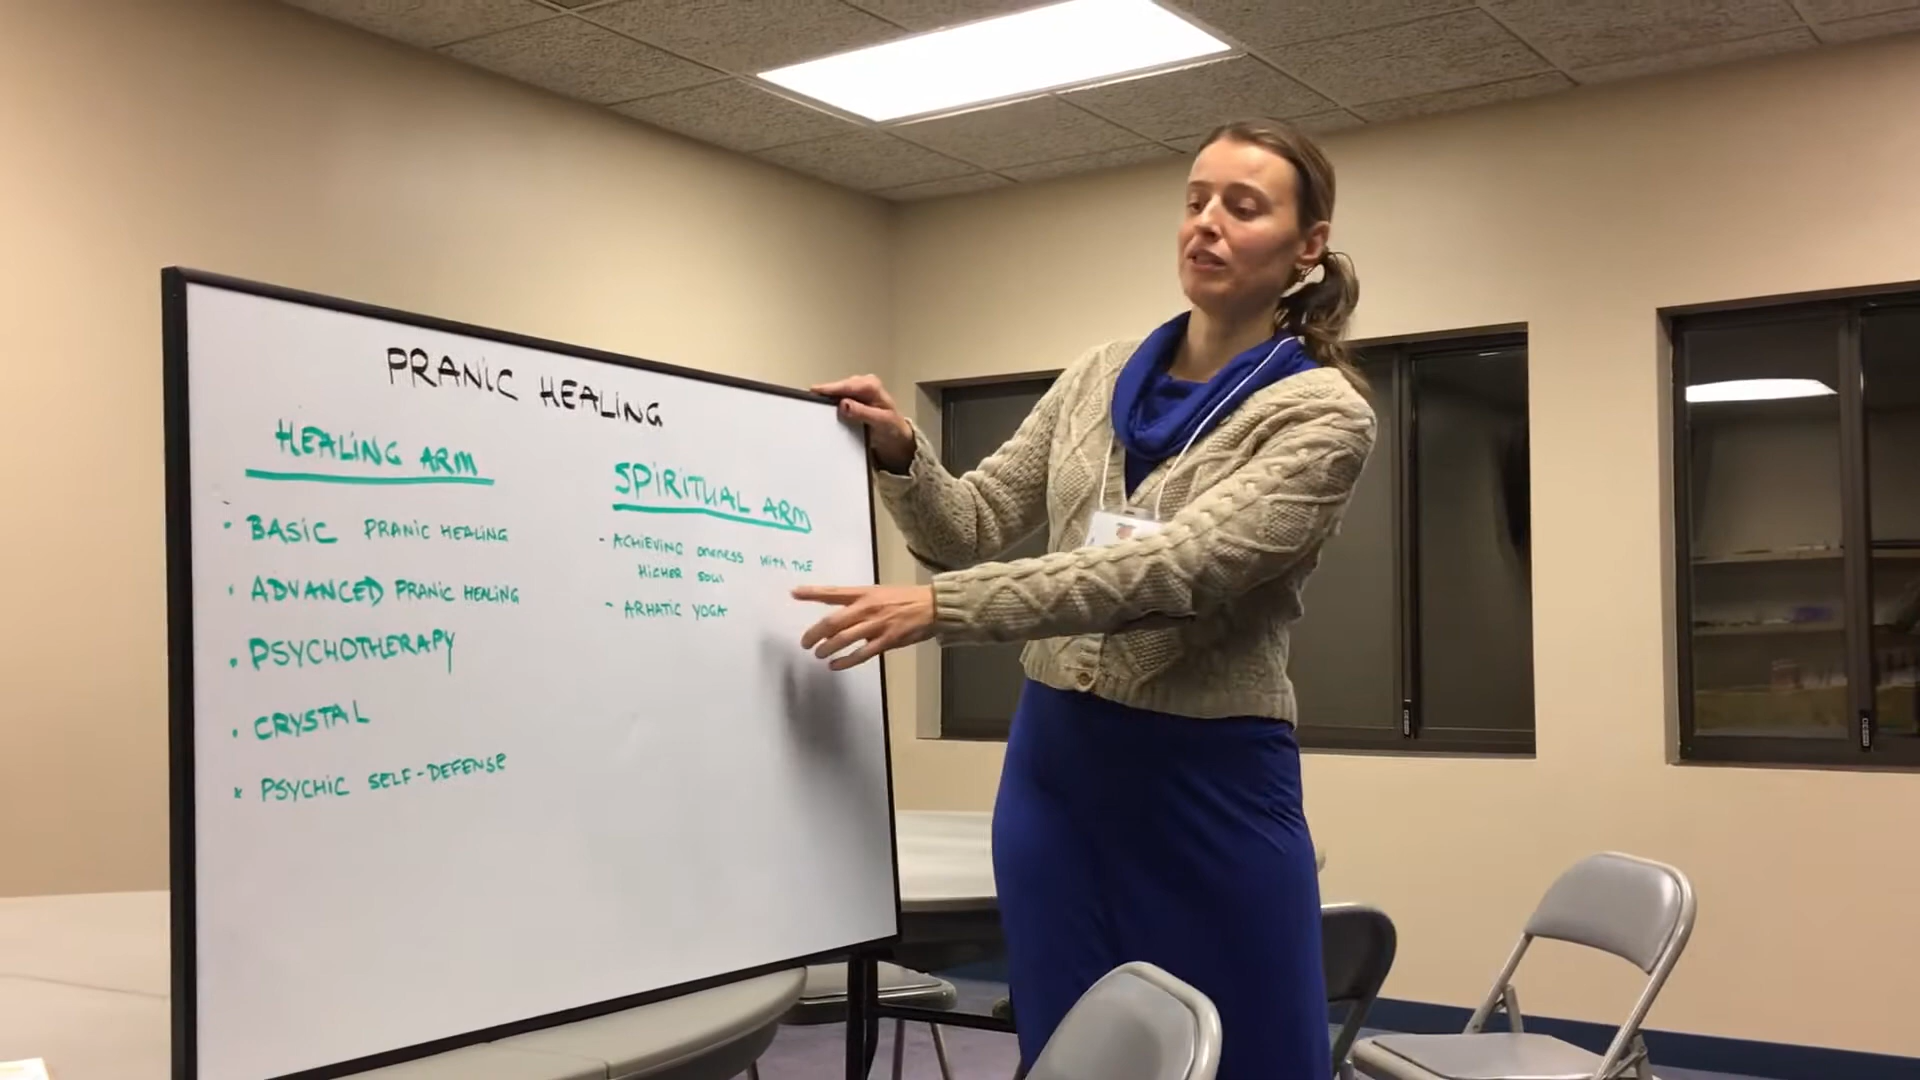 PRANIC HEALING
HEALING ARM
- BASIC PRANIC HEALING
- ADVANCED PRANIC HEALING
- PSYCHOTHERAPY
- CRYSTAL
x PSYCHIC SELF-DEFENSE
SPIRITUAL ARM
- ACHIEVING ONENESS WITH THE
HIGHER SOUL
- ARHATIC YOGA